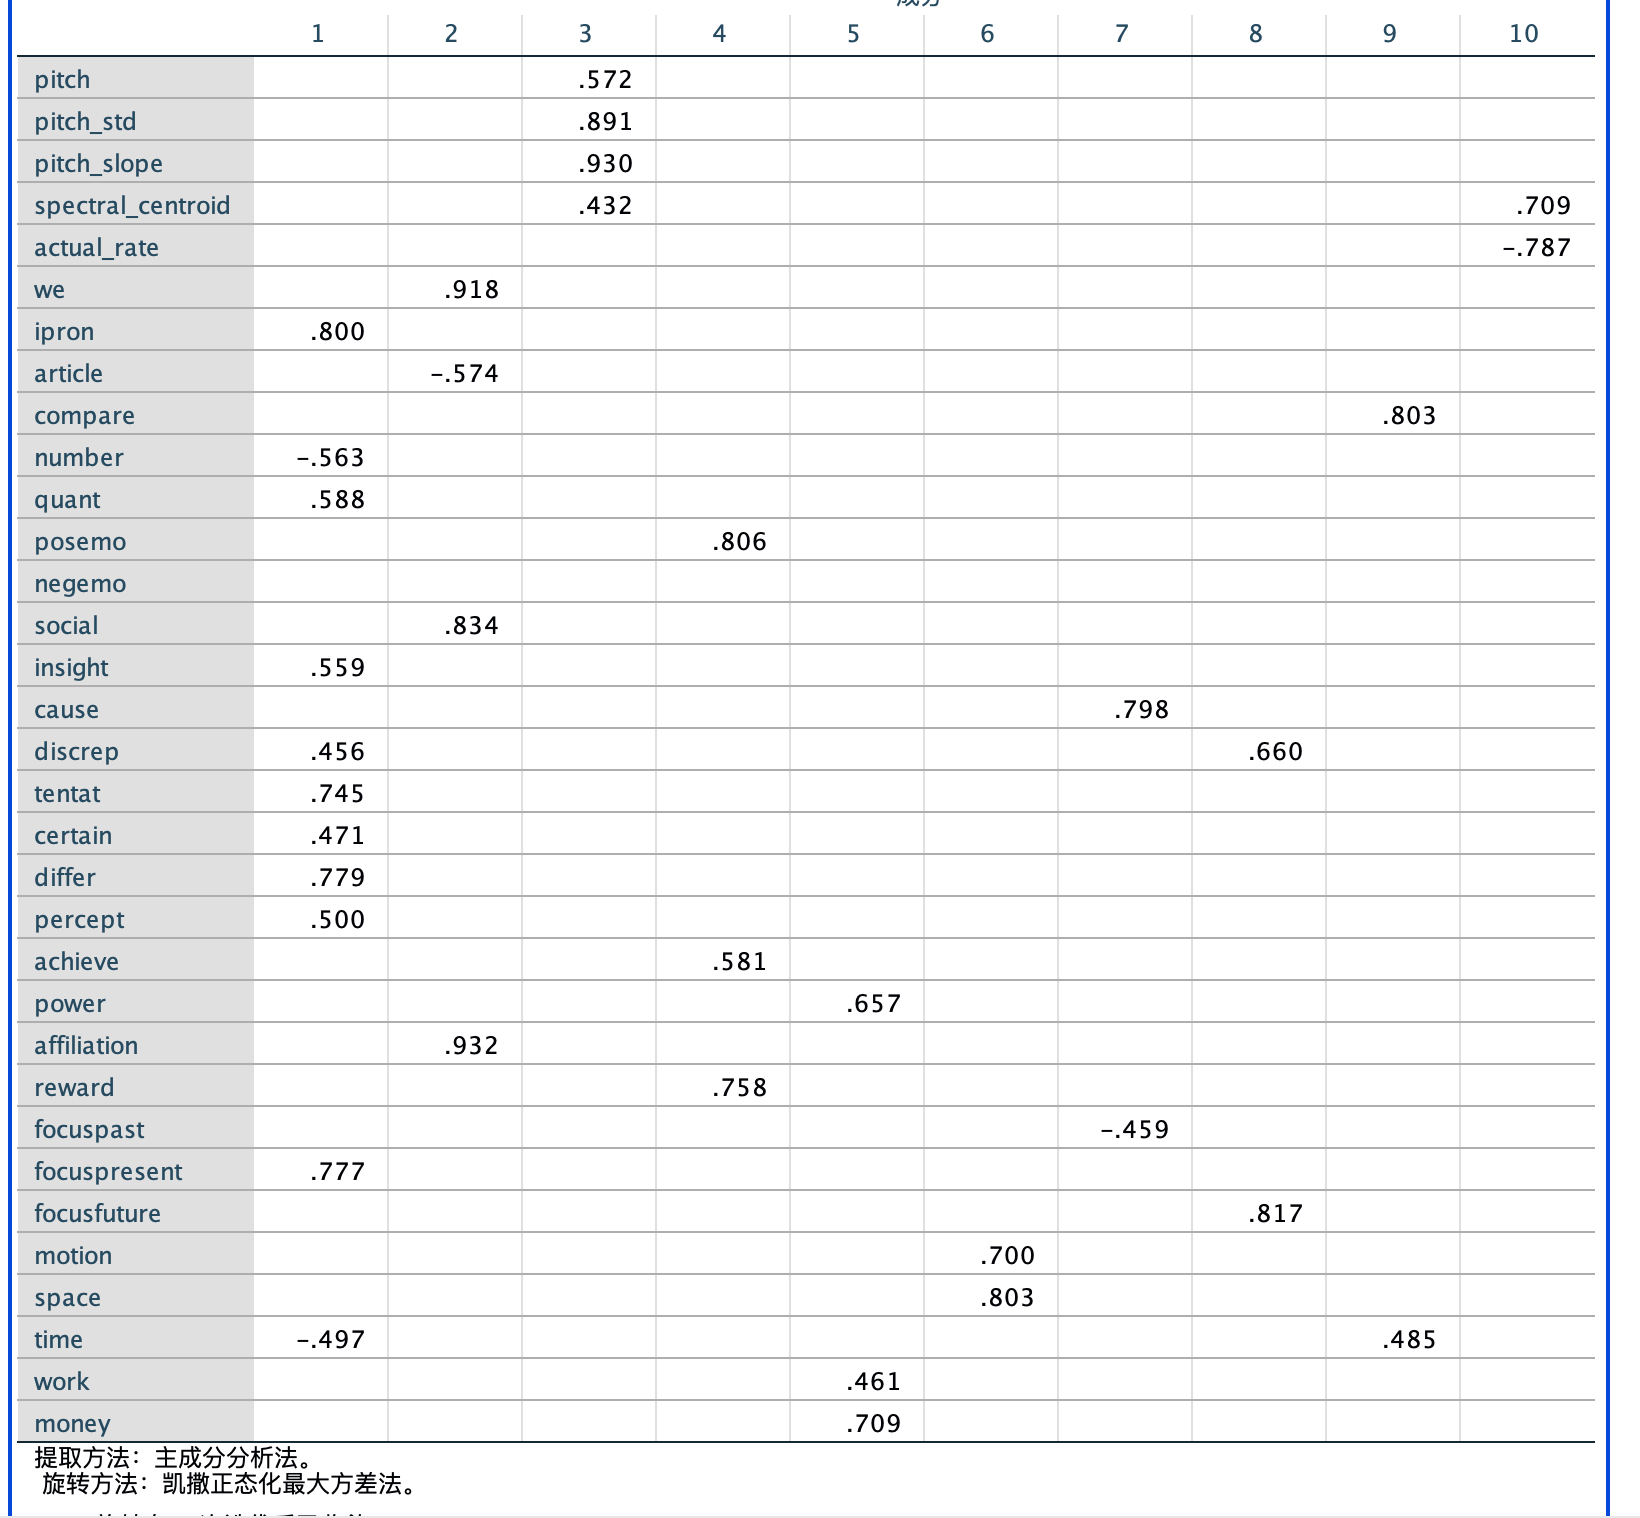 1 2 3 4 5 6 7 8 9 10
pitch .572
pitch_std .891
pitch_slope .930
spectral_centroid .432 .709
actual_rate -.787
we .918
ipron .800
article -.574
compare .803
number -.563
quant .588
posemo .806
negemo
social .834
insight .559
cause .798
discrep .456 .660
tentat .745
certain .471
differ .779
percept .500
achieve .581
power .657
affiliation .932
reward .758
focuspast -.459
focuspresent .777
focusfuture .817
motion .700
space .803
time -.497 .485
work .461
money .709
提取方法：主成分分析法。
旋转方法：凯撒正态化最大方差法。